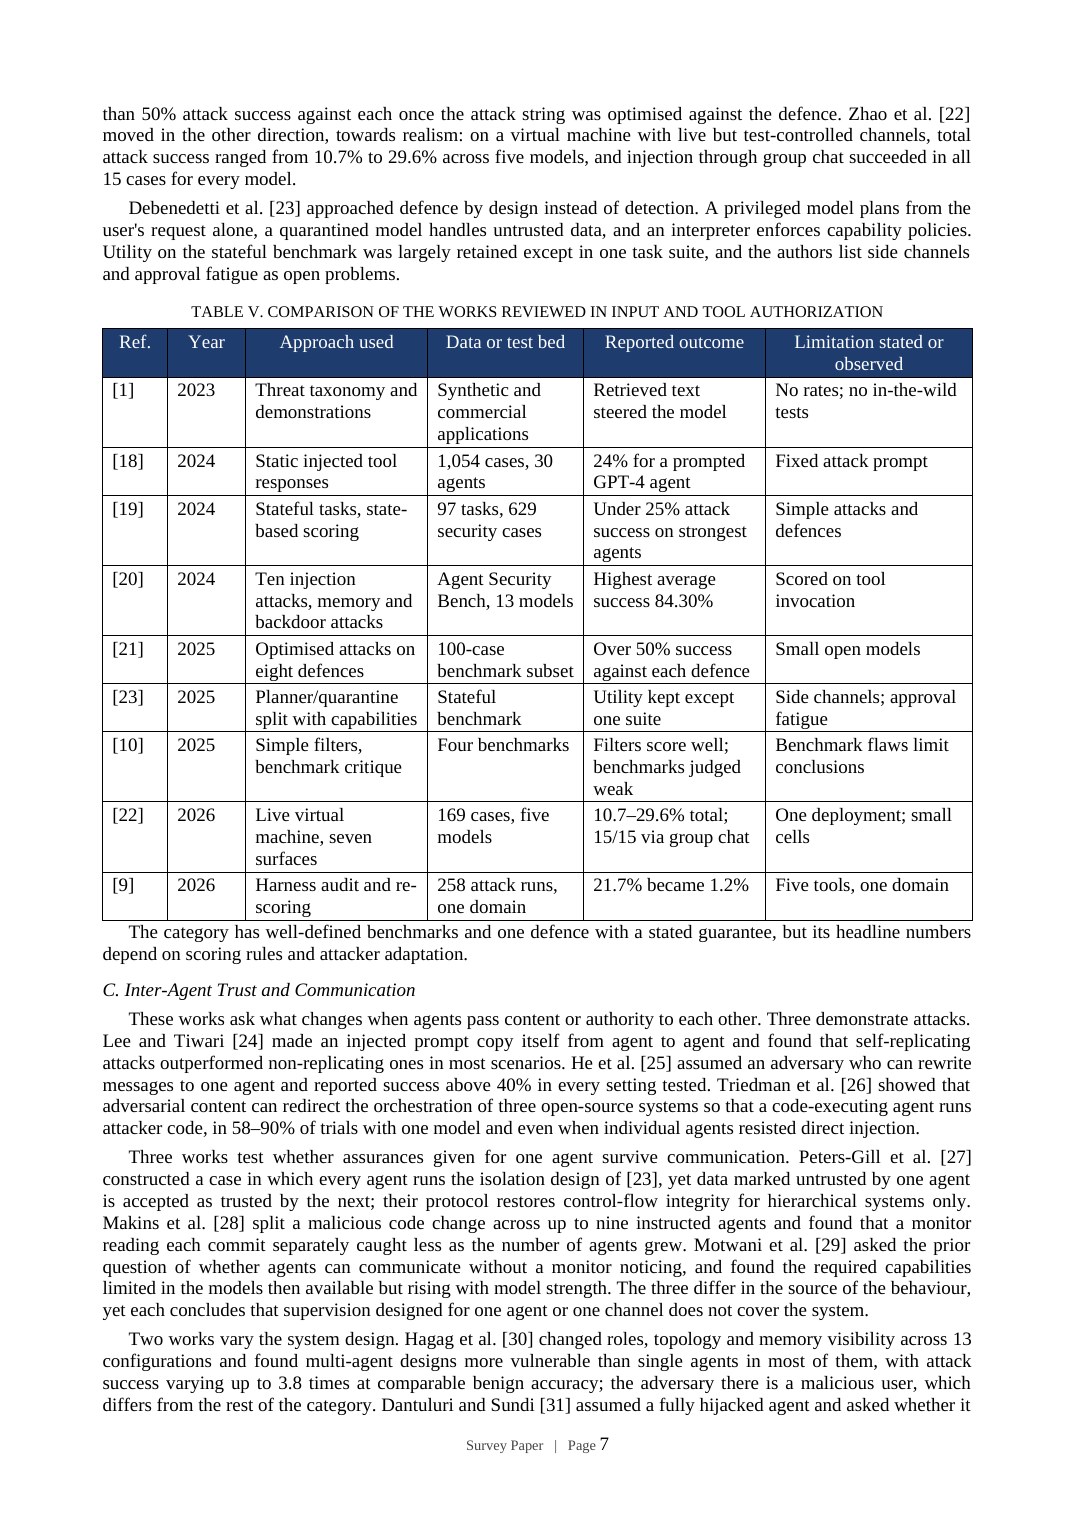 than 50% attack success against each once the attack string was optimised against the defence. Zhao et al. [22]
moved in the other direction, towards realism: on a virtual machine with live but test-controlled channels, total
attack success ranged from 10.7% to 29.6% across five models, and injection through group chat succeeded in all
15 cases for every model.
Debenedetti et al. [23] approached defence by design instead of detection. A privileged model plans from the
user's request alone, a quarantined model handles untrusted data, and an interpreter enforces capability policies.
Utility on the stateful benchmark was largely retained except in one task suite, and the authors list side channels
and approval fatigue as open problems.
TABLE V. COMPARISON OF THE WORKS REVIEWED IN INPUT AND TOOL AUTHORIZATION
Ref. Year Approach used Data or test bed Reported outcome Limitation stated or
observed
[1] 2023 Threat taxonomy and Synthetic and Retrieved text No rates; no in-the-wild
demonstrations commercial steered the model tests
applications
[18] 2024 Static injected tool 1,054 cases, 30 24% for a prompted Fixed attack prompt
responses agents GPT-4 agent
[19] 2024 Stateful tasks, state- 97 tasks, 629 Under 25% attack Simple attacks and
based scoring security cases success on strongest defences
agents
[20] 2024 Ten injection Agent Security Highest average Scored on tool
attacks, memory and Bench, 13 models success 84.30% invocation
backdoor attacks
[21] 2025 Optimised attacks on 100-case Over 50% success Small open models
eight defences benchmark subset against each defence
[23] 2025 Planner/quarantine Stateful Utility kept except Side channels; approval
split with capabilities benchmark one suite fatigue
[10] 2025 Simple filters, Four benchmarks Filters score well; Benchmark flaws limit
benchmark critique benchmarks judged conclusions
weak
[22] 2026 Live virtual 169 cases, five 10.7–29.6% total; One deployment; small
machine, seven models 15/15 via group chat cells
surfaces
[9] 2026 Harness audit and re- 258 attack runs, 21.7% became 1.2% Five tools, one domain
scoring one domain
The category has well-defined benchmarks and one defence with a stated guarantee, but its headline numbers
depend on scoring rules and attacker adaptation.
C. Inter-Agent Trust and Communication
These works ask what changes when agents pass content or authority to each other. Three demonstrate attacks.
Lee and Tiwari [24] made an injected prompt copy itself from agent to agent and found that self-replicating
attacks outperformed non-replicating ones in most scenarios. He et al. [25] assumed an adversary who can rewrite
messages to one agent and reported success above 40% in every setting tested. Triedman et al. [26] showed that
adversarial content can redirect the orchestration of three open-source systems so that a code-executing agent runs
attacker code, in 58–90% of trials with one model and even when individual agents resisted direct injection.
Three works test whether assurances given for one agent survive communication. Peters-Gill et al. [27]
constructed a case in which every agent runs the isolation design of [23], yet data marked untrusted by one agent
is accepted as trusted by the next; their protocol restores control-flow integrity for hierarchical systems only.
Makins et al. [28] split a malicious code change across up to nine instructed agents and found that a monitor
reading each commit separately caught less as the number of agents grew. Motwani et al. [29] asked the prior
question of whether agents can communicate without a monitor noticing, and found the required capabilities
limited in the models then available but rising with model strength. The three differ in the source of the behaviour,
yet each concludes that supervision designed for one agent or one channel does not cover the system.
Two works vary the system design. Hagag et al. [30] changed roles, topology and memory visibility across 13
configurations and found multi-agent designs more vulnerable than single agents in most of them, with attack
success varying up to 3.8 times at comparable benign accuracy; the adversary there is a malicious user, which
differs from the rest of the category. Dantuluri and Sundi [31] assumed a fully hijacked agent and asked whether it
Survey Paper | Page 7